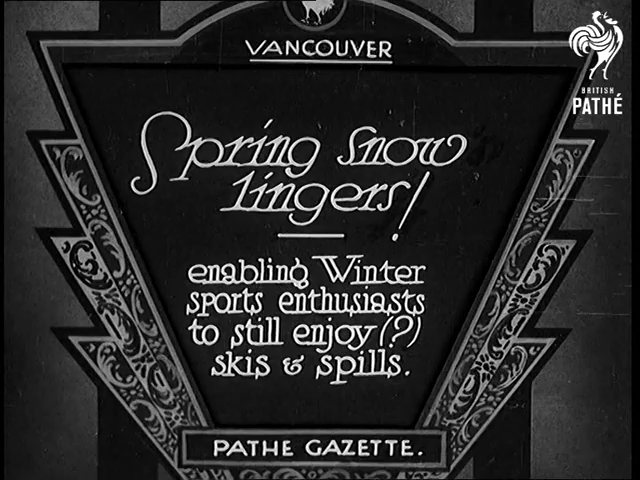 VANCOUVER
Spring snow
lingers!
enabling Winter
sports enthusiasts
to still enjoy (?)
skis & spills.
PATHE GAZETTE.
BRITISH
PATHÉ